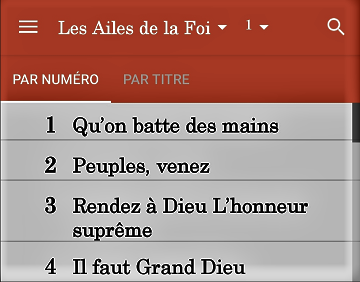 Les Ailes de la Foi 1
PAR NUMÉRO PAR TITRE
1 Qu'on batte des mains
2 Peuples, venez
3 Rendez à Dieu L'honneur
suprême
4 Il faut Grand Dieu